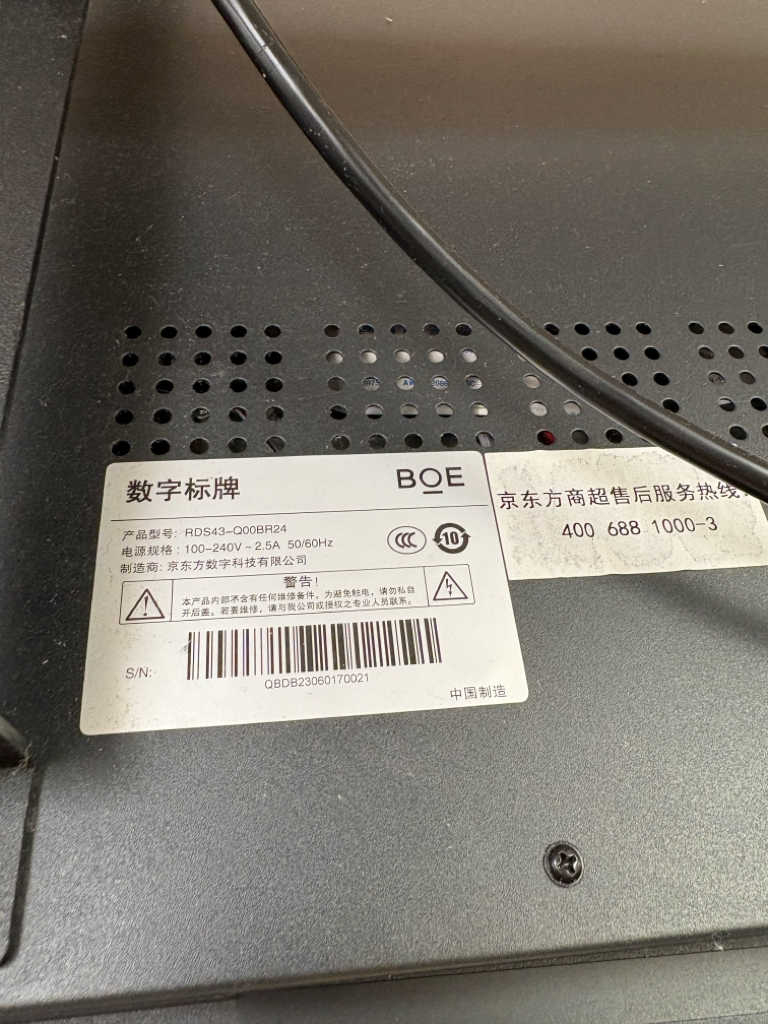 数字标牌
BOE
产品型号: RDS43-Q00BR24
电源规格: 100-240V ~ 2.5A 50/60Hz
制造商: 京东方数字科技有限公司
10
警告!
本产品内部不含有任何维修备件,为避免触电,请勿私自
开后盖。若要维修,请与我公司或授权之专业人员联系。
S/N:
QBDB23060170021
中国制造
京东方商超售后服务热线:
400 688 1000-3